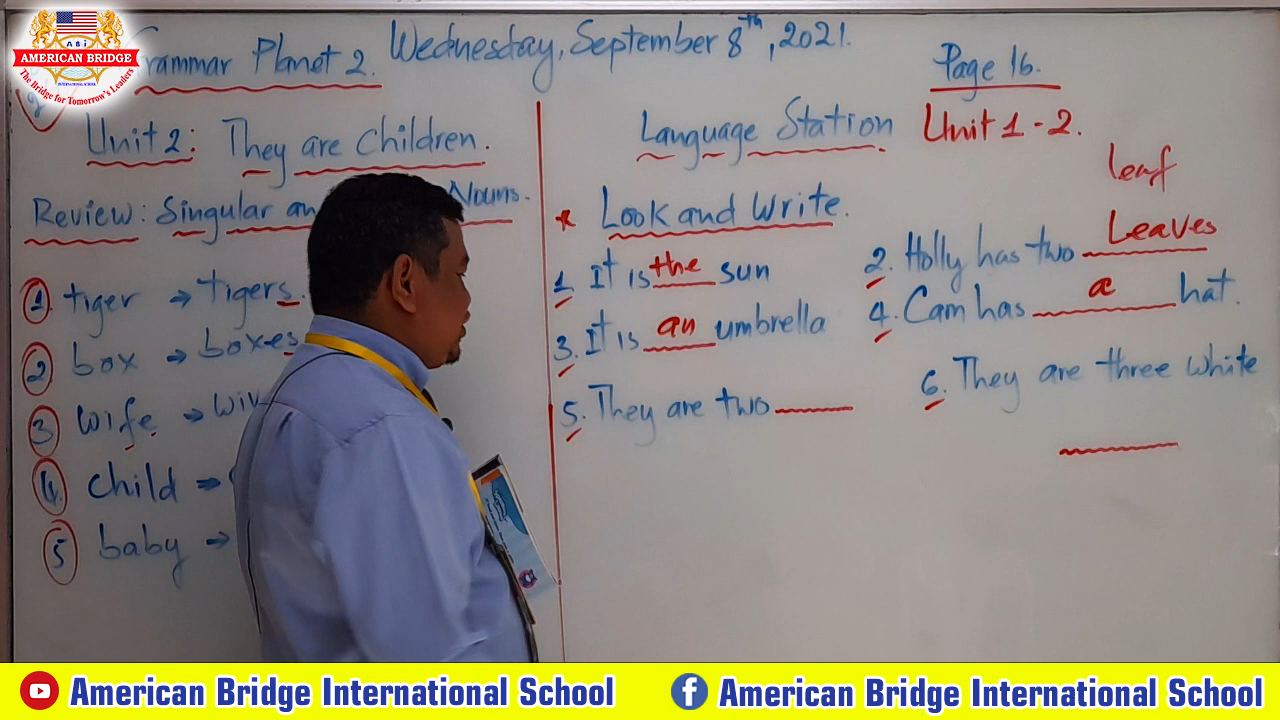 ABi
AMERICAN BRIDGE
INTERNATIONAL SCHOOL
The Bridge for Tomorrow's Leaders
Grammar Planet 2. Wednesday, September 8th, 2021.
Unit 2: They are children.
Review: Singular an Nouns.
1. tiger → tigers.
2 box → boxes
3 wife → wiv
4. child →
5 baby →
Page 16.
Language Station Unit 1-2.
* Look and Write.
leaf
1. It is the sun
2. Holly has two Leaves
3. It is an umbrella
4. Cam has a hat.
5. They are two
6. They are three white
American Bridge International School
American Bridge International School